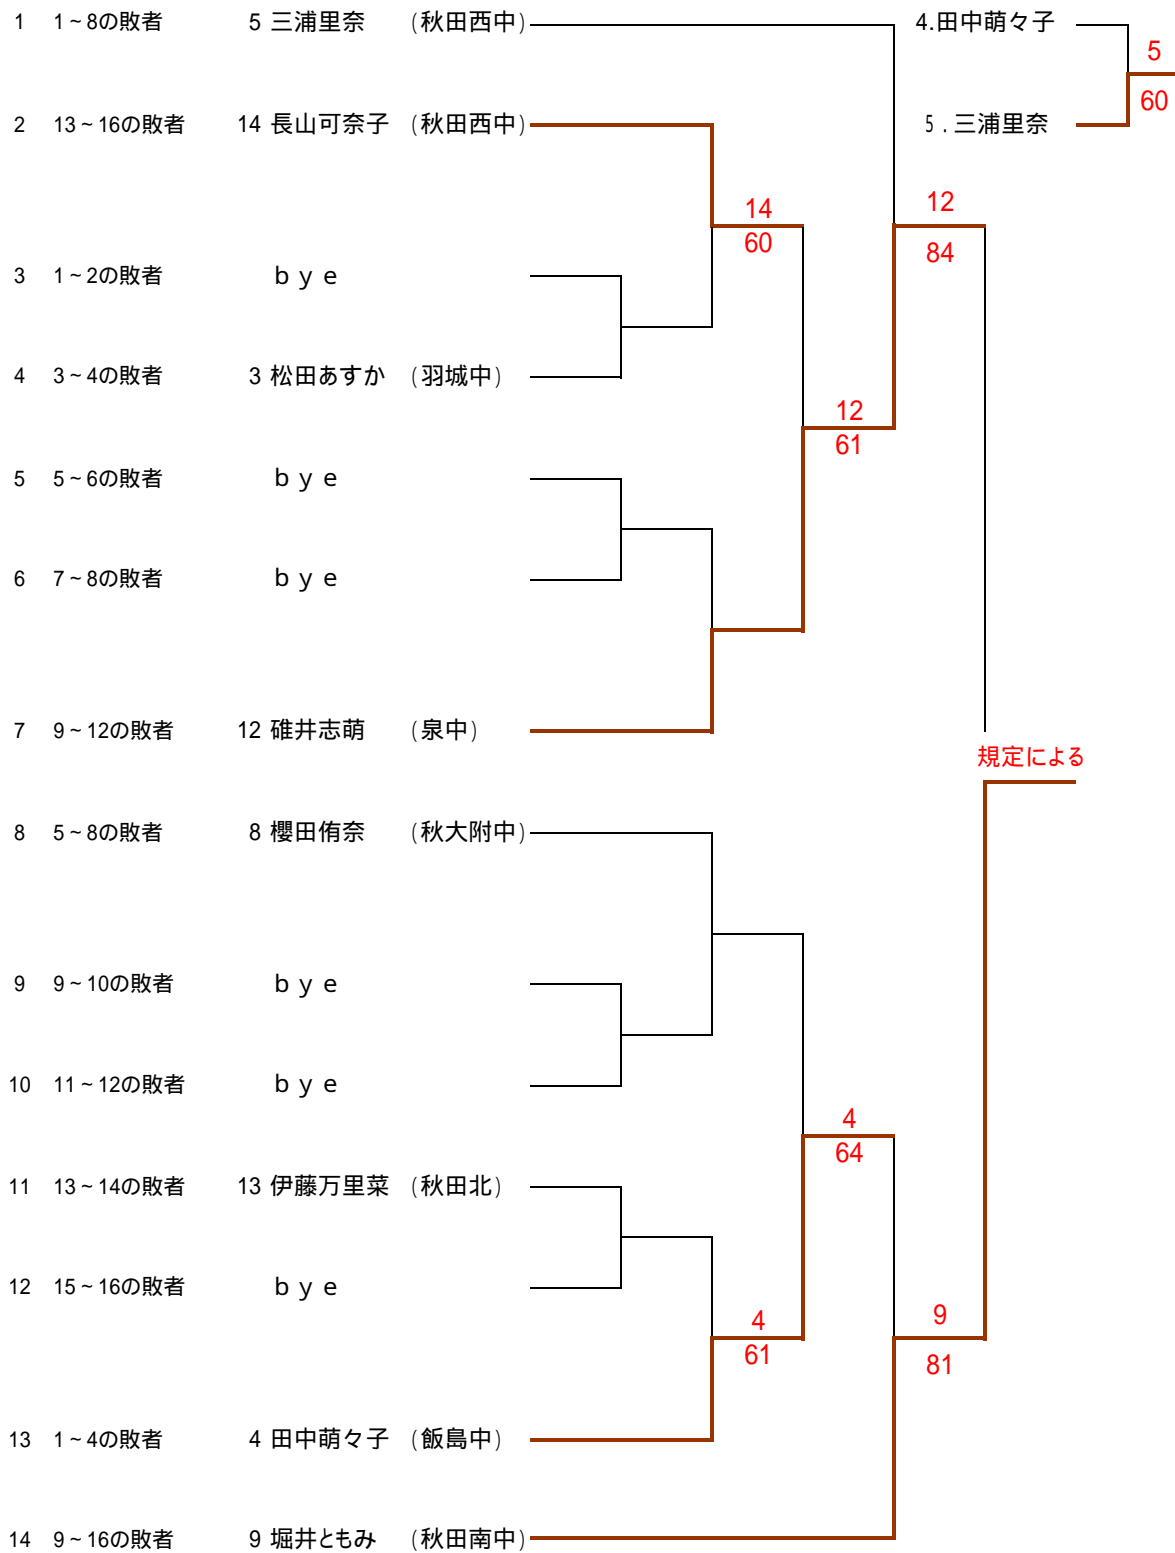 1 1~8の敗者 5 三浦里奈 (秋田西中)
4.田中萌々子
5
60
2 13~16の敗者 14 長山可奈子 (秋田西中)
5.三浦里奈
14
60
12
84
3 1~2の敗者 bye
4 3~4の敗者 3 松田あすか (羽城中)
12
61
5 5~6の敗者 bye
6 7~8の敗者 bye
7 9~12の敗者 12 碓井志萌 (泉中)
規定による
8 5~8の敗者 8 櫻田侑奈 (秋大附中)
9 9~10の敗者 bye
10 11~12の敗者 bye
4
64
11 13~14の敗者 13 伊藤万里菜 (秋田北)
12 15~16の敗者 bye
4
61
9
81
13 1~4の敗者 4 田中萌々子 (飯島中)
14 9~16の敗者 9 堀井ともみ (秋田南中)